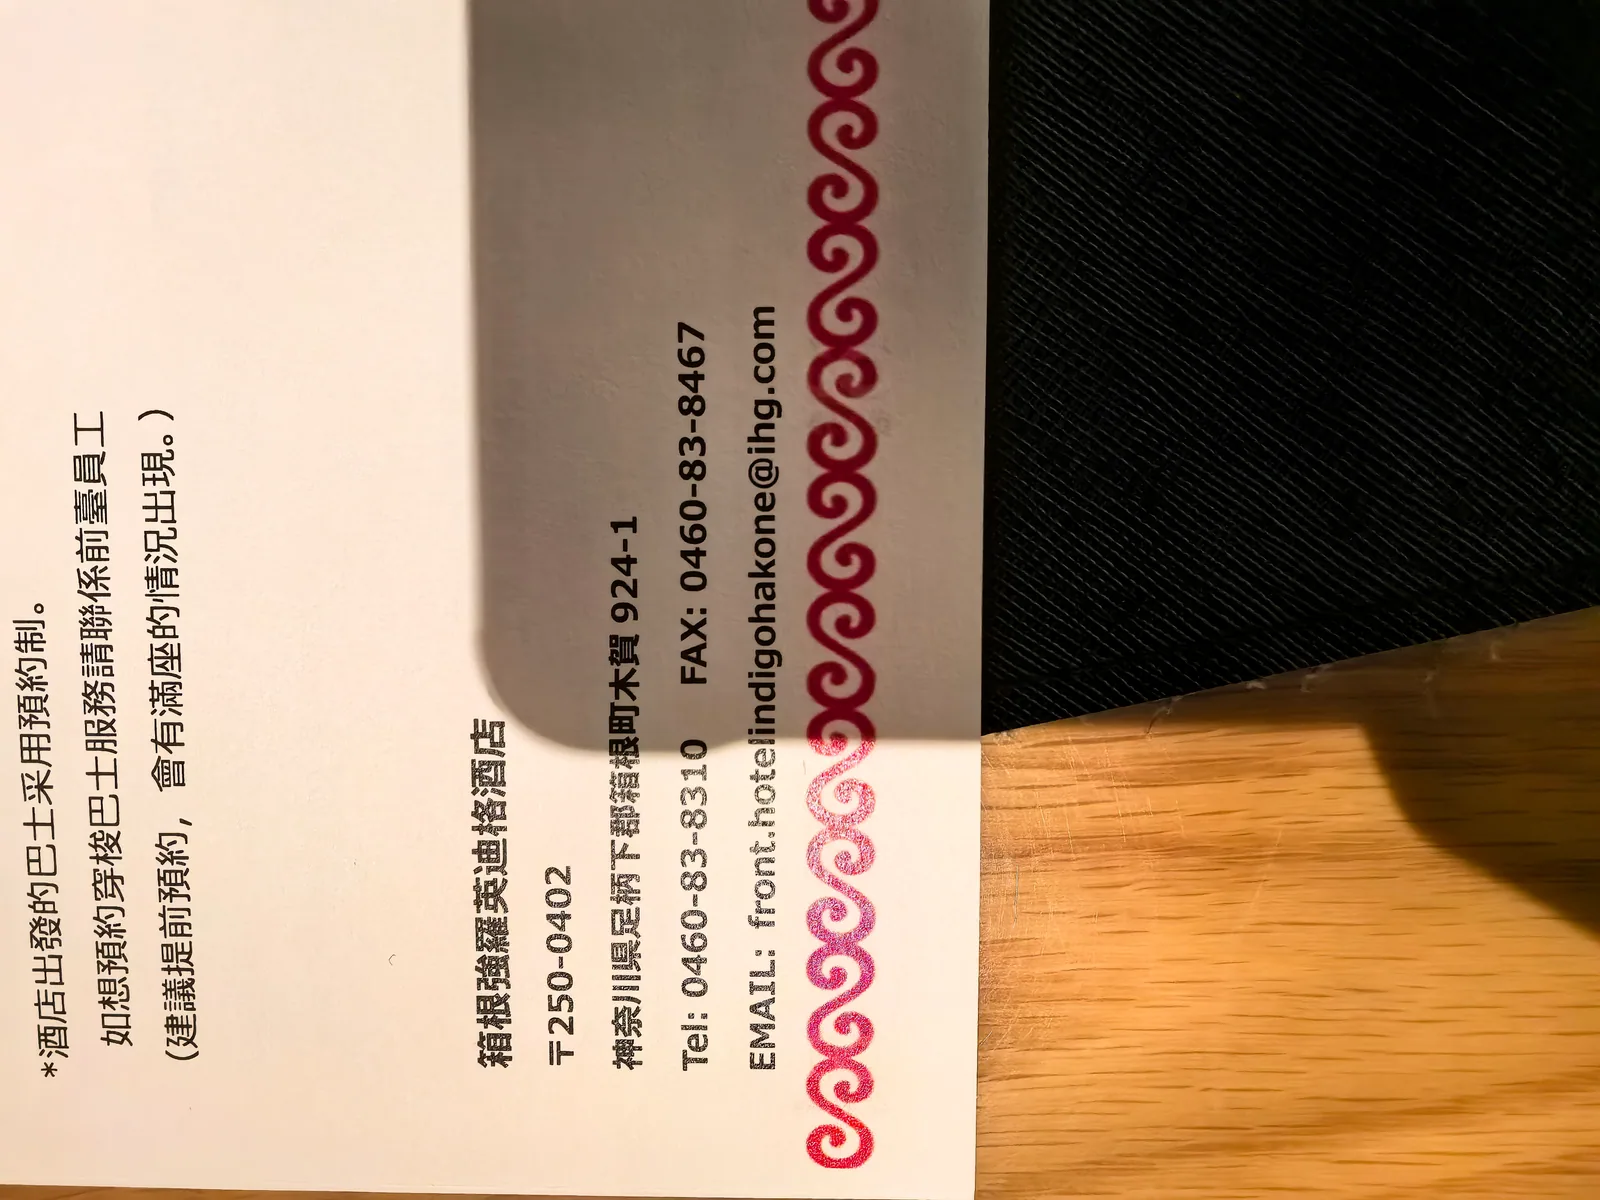 *酒店出發的巴士采用預約制。
如想預約穿梭巴士服務請聯係前臺員工
(建議提前預約，會有滿座的情況出現。)
箱根強羅英迪格酒店
〒250-0402
神奈川県足柄下郡箱根町木賀 924-1
Tel: 0460-83-8310 FAX: 0460-83-8467
EMAIL: front.hotelindigohakone@ihg.com